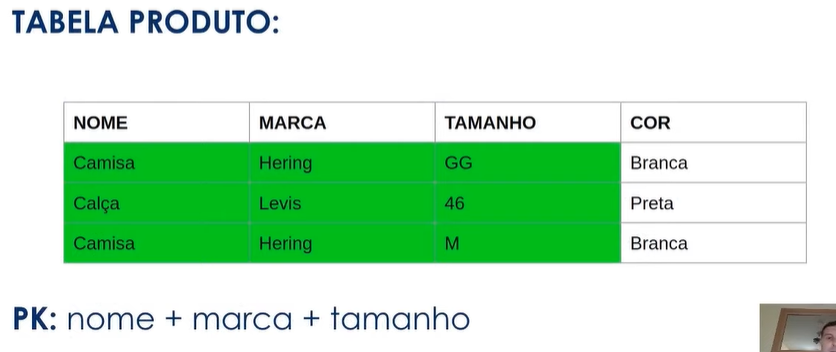 TABELA PRODUTO:
NOME MARCA TAMANHO COR
Camisa Hering GG Branca
Calça Levis 46 Preta
Camisa Hering M Branca
PK: nome + marca + tamanho